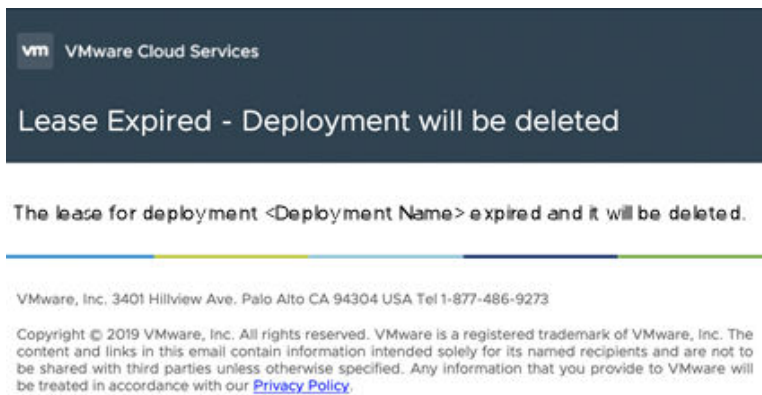 vm VMware Cloud Services
Lease Expired - Deployment will be deleted
The lease for deployment <Deployment Name> expired and it will be deleted.
VMware, Inc. 3401 Hillview Ave. Palo Alto CA 94304 USA Tel 1-877-486-9273
Copyright © 2019 VMware, Inc. All rights reserved. VMware is a registered trademark of VMware, Inc. The
content and links in this email contain information intended solely for its named recipients and are not to
be shared with third parties unless otherwise specified. Any information that you provide to VMware will
be treated in accordance with our Privacy Policy.